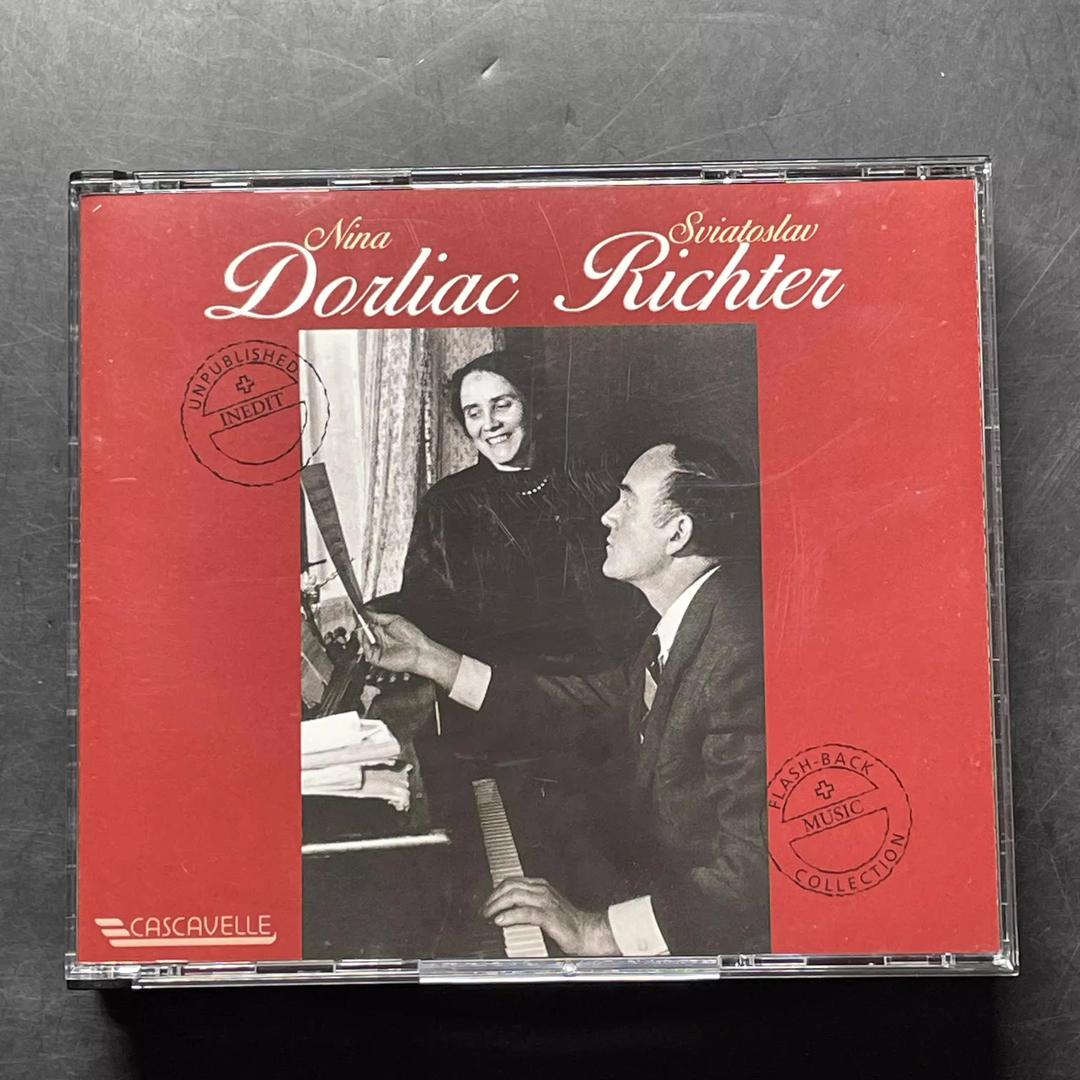 Nina Sviatoslav
Dorliac Richter
UNPUBLISHED
INEDIT
FLASH-BACK
MUSIC
COLLECTION
CASCAVELLE